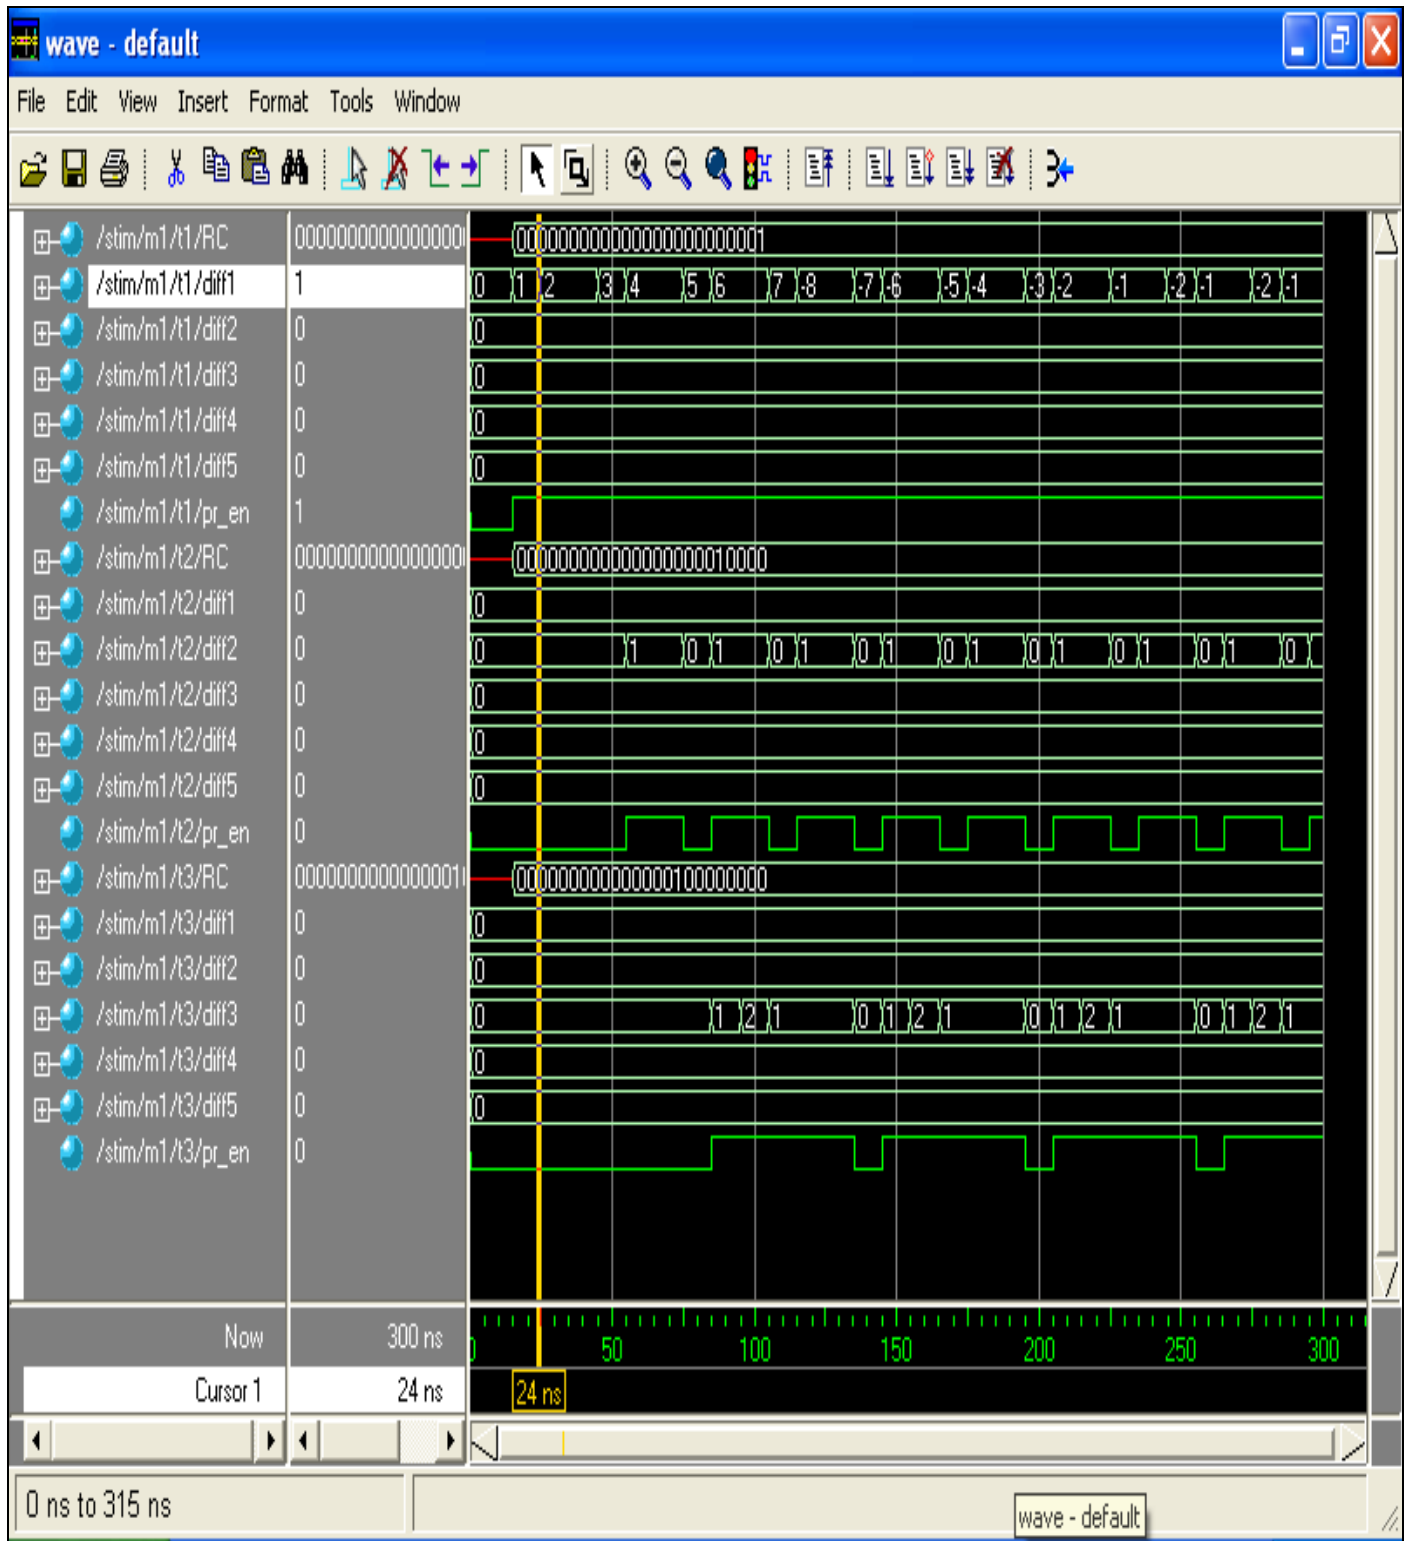 wave - default
File Edit View Insert Format Tools Window
/stim/m1/t1/RC 00000000000000000 000000000000000000000001
/stim/m1/t1/diff1 1 0 1 2 3 4 5 6 7 -8 -7 -6 -5 -4 -3 -2 -1 -2 -1 -2 -1
/stim/m1/t1/diff2 0 0
/stim/m1/t1/diff3 0 0
/stim/m1/t1/diff4 0 0
/stim/m1/t1/diff5 0 0
/stim/m1/t1/pr_en 1
/stim/m1/t2/RC 00000000000000000 000000000000000000010000
/stim/m1/t2/diff1 0 0
/stim/m1/t2/diff2 0 0 1 0 1 0 1 0 1 0 1 0 1 0 1 0 1 0
/stim/m1/t2/diff3 0 0
/stim/m1/t2/diff4 0 0
/stim/m1/t2/diff5 0 0
/stim/m1/t2/pr_en 0
/stim/m1/t3/RC 00000000000000001 000000000000000100000000
/stim/m1/t3/diff1 0 0
/stim/m1/t3/diff2 0 0
/stim/m1/t3/diff3 0 0 1 2 1 0 1 2 1 0 1 2 1 0 1 2 1
/stim/m1/t3/diff4 0 0
/stim/m1/t3/diff5 0 0
/stim/m1/t3/pr_en 0
Now 300 ns 0 50 100 150 200 250 300
Cursor 1 24 ns 24 ns
0 ns to 315 ns
wave - default